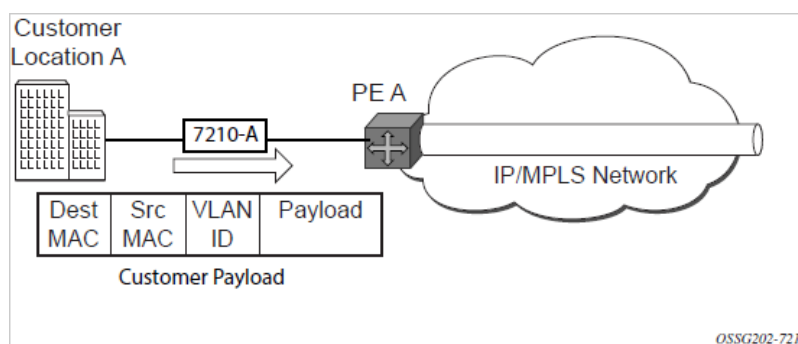 Customer
Location A
PE A
7210-A
IP/MPLS Network
Dest
MAC
Src
MAC
VLAN
ID
Payload
Customer Payload
OSSG202-721